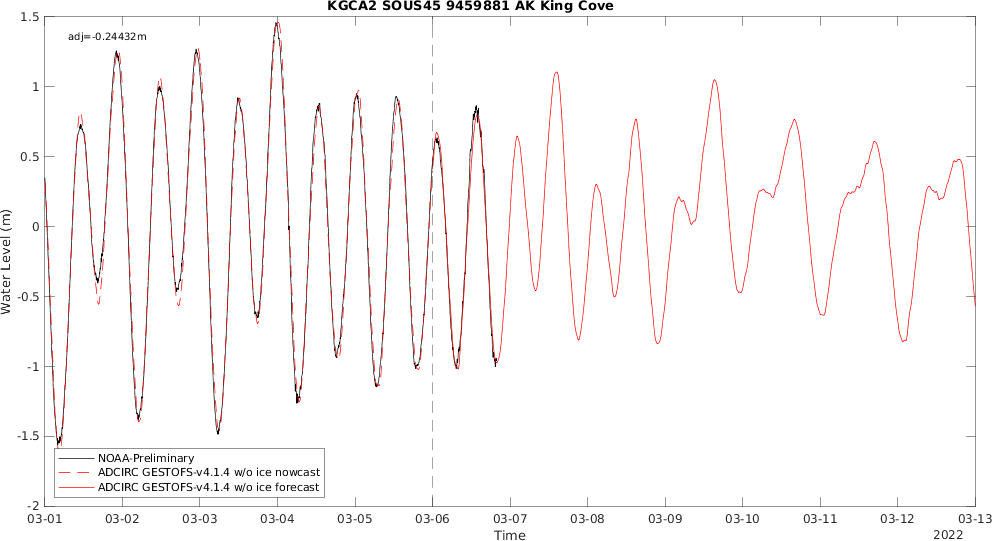 KGCA2 SOUS45 9459881 AK King Cove
adj=-0.24432m
1.5
1
0.5
0
-0.5
-1
-1.5
-2
Water Level (m)
NOAA-Preliminary
ADCIRC GESTOFS-v4.1.4 w/o ice nowcast
ADCIRC GESTOFS-v4.1.4 w/o ice forecast
03-01 03-02 03-03 03-04 03-05 03-06 03-07 03-08 03-09 03-10 03-11 03-12 03-13
Time
2022